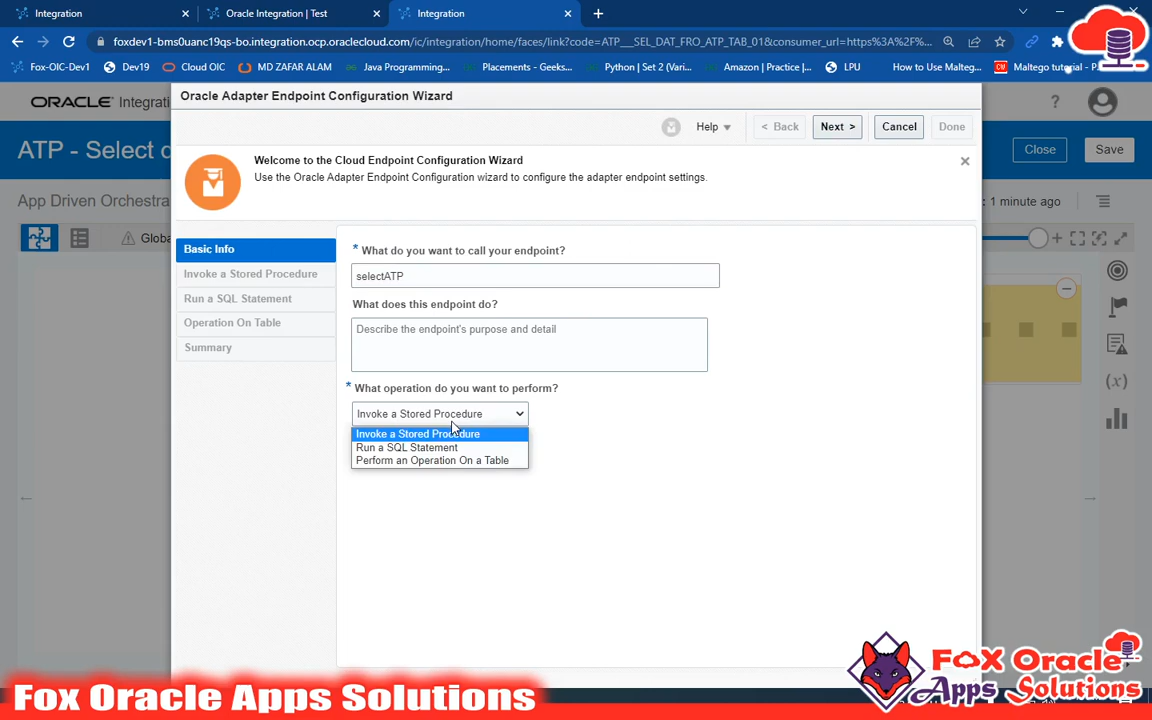 Integration
Oracle Integration | Test
Integration
foxdev1-bms0uanc19qs-bo.integration.ocp.oraclecloud.com/ic/integration/home/faces/link?code=ATP___SEL_DAT_FRO_ATP_TAB_01&consumer_url=https%3A%2F%...
Fox-OIC-Dev1
Dev19
Cloud OIC
MD ZAFAR ALAM
Java Programming...
Placements - Geeks...
Python | Set 2 (Vari...
Amazon | Practice |...
LPU
How to Use Malteg...
Maltego tutorial - P
Oracle Adapter Endpoint Configuration Wizard
ORACLE Integrat
?
Help
< Back
Next >
Cancel
Done
ATP - Select d
Close
Save
Welcome to the Cloud Endpoint Configuration Wizard
Use the Oracle Adapter Endpoint Configuration wizard to configure the adapter endpoint settings.
App Driven Orchestra
: 1 minute ago
Globa
Basic Info
Invoke a Stored Procedure
Run a SQL Statement
Operation On Table
Summary
* What do you want to call your endpoint?
selectATP
What does this endpoint do?
Describe the endpoint's purpose and detail
* What operation do you want to perform?
Invoke a Stored Procedure
Invoke a Stored Procedure
Run a SQL Statement
Perform an Operation On a Table
(x)
FOX Oracle
Apps Solutions
Fox Oracle Apps Solutions